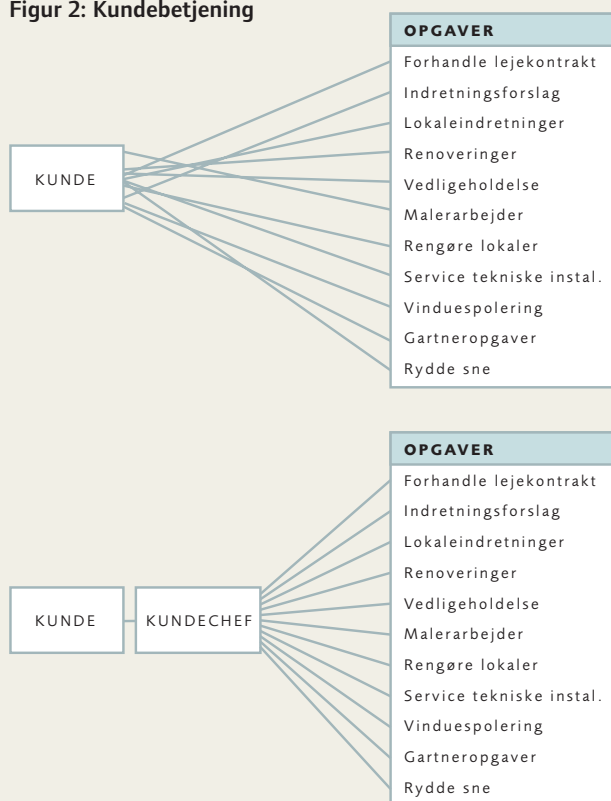 Figur 2: Kundebetjening
OPGAVER
Forhandle lejekontrakt
Indretningsforslag
Lokaleindretninger
Renoveringer
Vedligeholdelse
Malerarbejder
Rengøre lokaler
Service tekniske instal.
Vinduespolering
Gartneropgaver
Rydde sne
KUNDE
OPGAVER
Forhandle lejekontrakt
Indretningsforslag
Lokaleindretninger
Renoveringer
Vedligeholdelse
Malerarbejder
Rengøre lokaler
Service tekniske instal.
Vinduespolering
Gartneropgaver
Rydde sne
KUNDE
KUNDECHEF